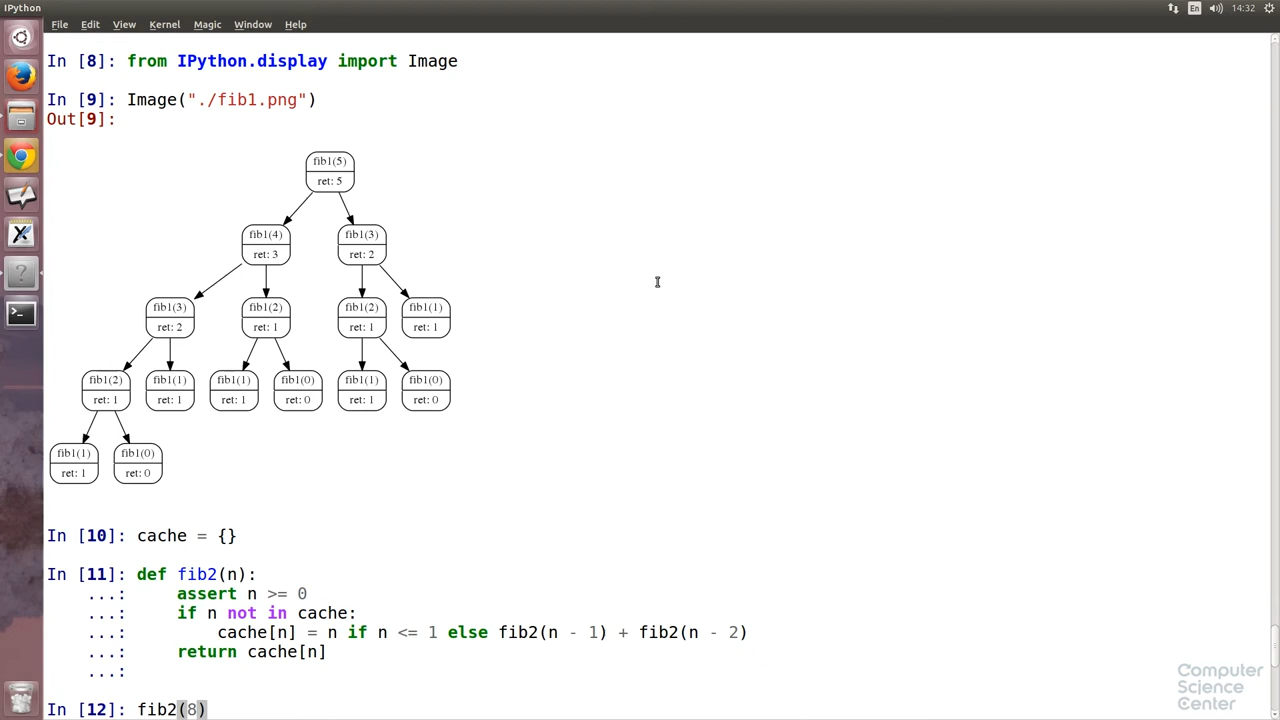 IPython
En
14:32
File Edit View Kernel Magic Window Help
In [8]: from IPython.display import Image
In [9]: Image("./fib1.png")
Out[9]:
fib1(5)
ret: 5
fib1(4) fib1(3)
ret: 3 ret: 2
fib1(3) fib1(2) fib1(2) fib1(1)
ret: 2 ret: 1 ret: 1 ret: 1
fib1(2) fib1(1) fib1(1) fib1(0) fib1(1) fib1(0)
ret: 1 ret: 1 ret: 1 ret: 0 ret: 1 ret: 0
fib1(1) fib1(0)
ret: 1 ret: 0
In [10]: cache = {}
In [11]: def fib2(n):
...: assert n >= 0
...: if n not in cache:
...: cache[n] = n if n <= 1 else fib2(n - 1) + fib2(n - 2)
...: return cache[n]
...:
In [12]: fib2(8)
Computer
Science
Center